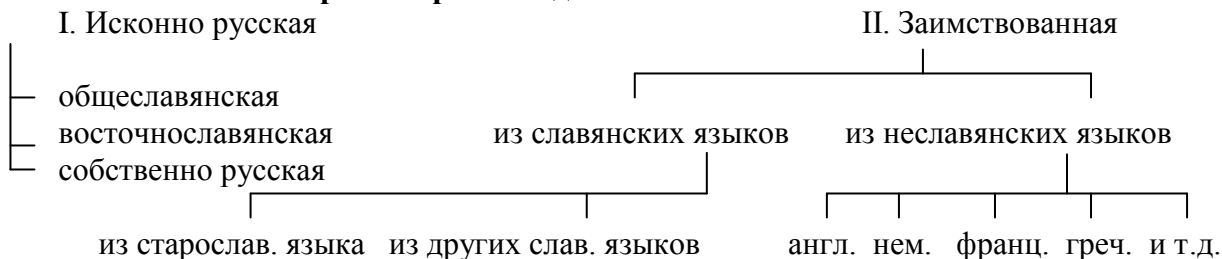 I. Исконно русская II. Заимствованная
общеславянская
восточнославянская из славянских языков из неславянских языков
собственно русская
из старослав. языка из других слав. языков англ. нем. франц. греч. и т.д.